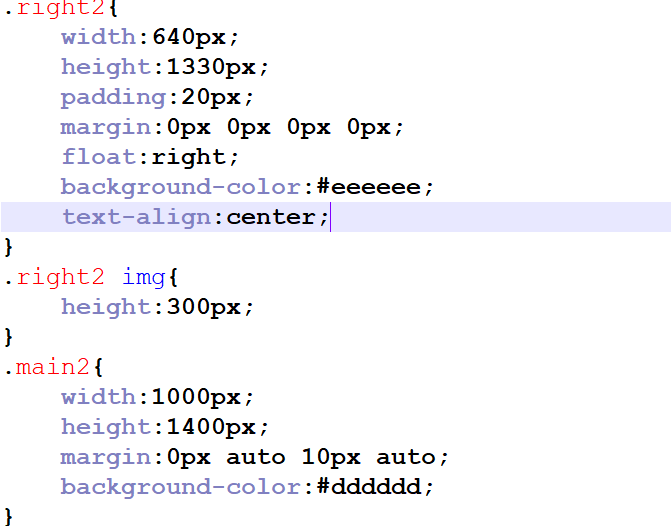 .right2{
width:640px;
height:1330px;
padding:20px;
margin:0px 0px 0px 0px;
float:right;
background-color:#eeeeee;
text-align:center;
}
.right2 img{
height:300px;
}
.main2{
width:1000px;
height:1400px;
margin:0px auto 10px auto;
background-color:#dddddd;
}